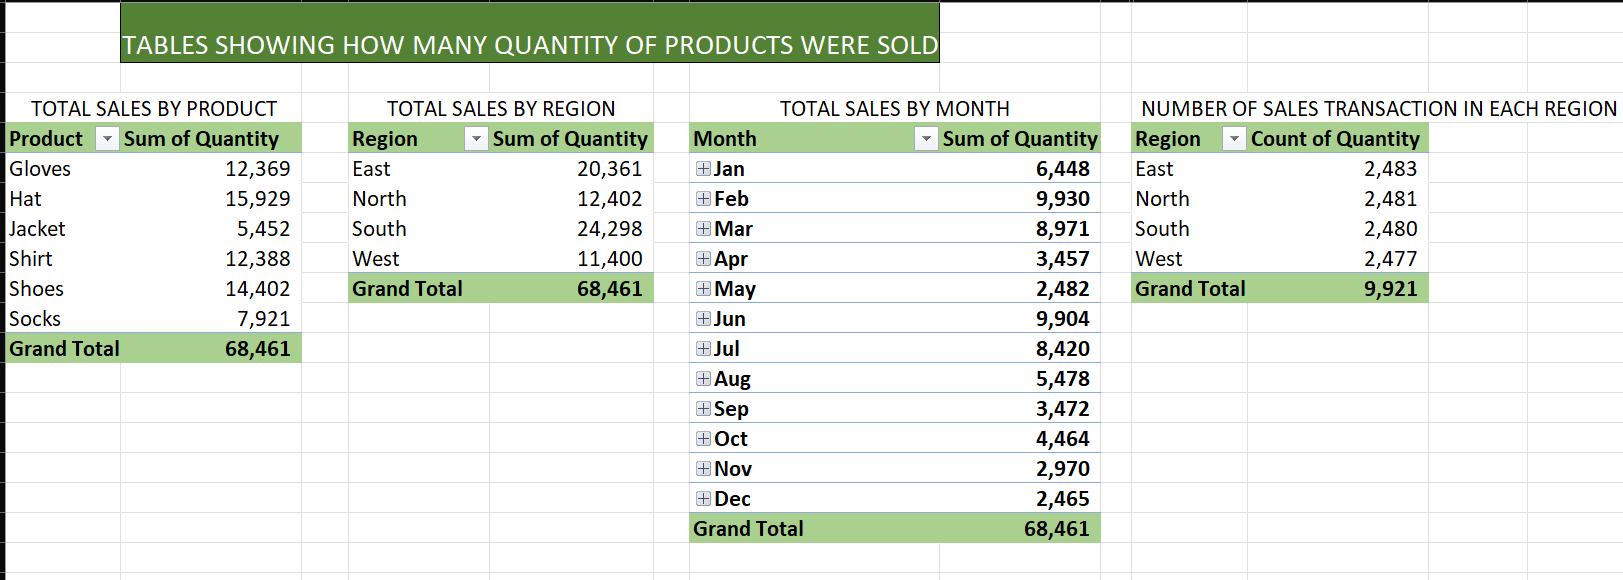 TABLES SHOWING HOW MANY QUANTITY OF PRODUCTS WERE SOLD
TOTAL SALES BY PRODUCT
Product Sum of Quantity
Gloves 12,369
Hat 15,929
Jacket 5,452
Shirt 12,388
Shoes 14,402
Socks 7,921
Grand Total 68,461
TOTAL SALES BY REGION
Region Sum of Quantity
East 20,361
North 12,402
South 24,298
West 11,400
Grand Total 68,461
TOTAL SALES BY MONTH
Month Sum of Quantity
Jan 6,448
Feb 9,930
Mar 8,971
Apr 3,457
May 2,482
Jun 9,904
Jul 8,420
Aug 5,478
Sep 3,472
Oct 4,464
Nov 2,970
Dec 2,465
Grand Total 68,461
NUMBER OF SALES TRANSACTION IN EACH REGION
Region Count of Quantity
East 2,483
North 2,481
South 2,480
West 2,477
Grand Total 9,921